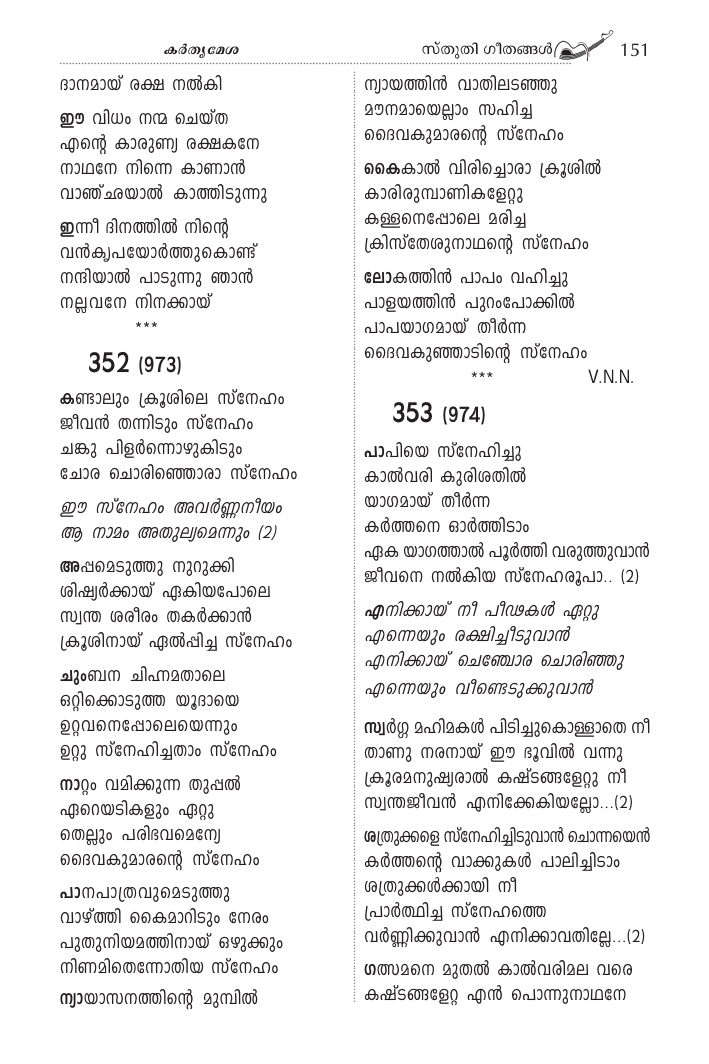 കർതൃമേശ
സ്തുതി ഗീതങ്ങൾ 151
ദാനമായ് രക്ഷ നൽകി
ഈ വിധം നന്മ ചെയ്ത
എന്റെ കാരുണ്യ രക്ഷകനേ
നാഥനേ നിന്നെ കാണാൻ
വാഞ്ഛയാൽ കാത്തിടുന്നു
ഇന്നീ ദിനത്തിൽ നിന്റെ
വൻകൃപയോർത്തുകൊണ്ട്
നന്ദിയാൽ പാടുന്നു ഞാൻ
നല്ലവനേ നിനക്കായ്
***
352 (973)
കണ്ടാലും ക്രൂശിലെ സ്നേഹം
ജീവൻ തന്നിടും സ്നേഹം
ചങ്കു പിളർന്നൊഴുകിടും
ചോര ചൊരിഞ്ഞൊരാ സ്നേഹം
ഈ സ്നേഹം അവർണ്ണനീയം
ആ നാമം അതുല്യമെന്നും (2)
അപ്പമെടുത്തു നുറുക്കി
ശിഷ്യർക്കായ് ഏകിയപോലെ
സ്വന്ത ശരീരം തകർക്കാൻ
ക്രൂശിനായ് ഏൽപ്പിച്ച സ്നേഹം
ചുംബന ചിഹ്നമതാലെ
ഒറ്റിക്കൊടുത്ത യൂദായെ
ഉറ്റവനെപ്പോലെയെന്നും
ഉറ്റു സ്നേഹിച്ചതാം സ്നേഹം
നാറ്റം വമിക്കുന്ന തുപ്പൽ
ഏറെയടികളും ഏറ്റു
തെല്ലും പരിഭവമെന്യേ
ദൈവകുമാരന്റെ സ്നേഹം
പാനപാത്രവുമെടുത്തു
വാഴ്ത്തി കൈമാറിടും നേരം
പുതുനിയമത്തിനായ് ഒഴുക്കും
നിണമിതെന്നോതിയ സ്നേഹം
ന്യായാസനത്തിന്റെ മുമ്പിൽ
ന്യായത്തിൻ വാതിലടഞ്ഞു
മൗനമായെല്ലാം സഹിച്ച
ദൈവകുമാരന്റെ സ്നേഹം
കൈകാൽ വിരിച്ചൊരാ ക്രൂശിൽ
കാരിരുമ്പാണികളേറ്റു
കള്ളനെപ്പോലെ മരിച്ച
ക്രിസ്തേശുനാഥന്റെ സ്നേഹം
ലോകത്തിൻ പാപം വഹിച്ചു
പാളയത്തിൻ പുറംപോക്കിൽ
പാപയാഗമായ് തീർന്ന
ദൈവകുഞ്ഞാടിന്റെ സ്നേഹം
*** V.N.N.
353 (974)
പാപിയെ സ്നേഹിച്ചു
കാൽവരി കുരിശതിൽ
യാഗമായ് തീർന്ന
കർത്തനെ ഓർത്തിടാം
ഏക യാഗത്താൽ പൂർത്തി വരുത്തുവാൻ
ജീവനെ നൽകിയ സ്നേഹരൂപാ.. (2)
എനിക്കായ് നീ പീഢകൾ ഏറ്റു
എന്നെയും രക്ഷിച്ചീടുവാൻ
എനിക്കായ് ചെഞ്ചോര ചൊരിഞ്ഞു
എന്നെയും വീണ്ടെടുക്കുവാൻ
സ്വർഗ്ഗ മഹിമകൾ പിടിച്ചുകൊള്ളാതെ നീ
താണു നരനായ് ഈ ഭൂവിൽ വന്നു
ക്രൂരമനുഷ്യരാൽ കഷ്ടങ്ങളേറ്റു നീ
സ്വന്തജീവൻ എനിക്കേകിയല്ലോ...(2)
ശത്രുക്കളെ സ്നേഹിച്ചിടുവാൻ ചൊന്നയെൻ
കർത്തന്റെ വാക്കുകൾ പാലിച്ചിടാം
ശത്രുക്കൾക്കായി നീ
പ്രാർത്ഥിച്ച സ്നേഹത്തെ
വർണ്ണിക്കുവാൻ എനിക്കാവതില്ലേ...(2)
ഗത്സമനെ മുതൽ കാൽവരിമല വരെ
കഷ്ടങ്ങളേറ്റ എൻ പൊന്നുനാഥനേ